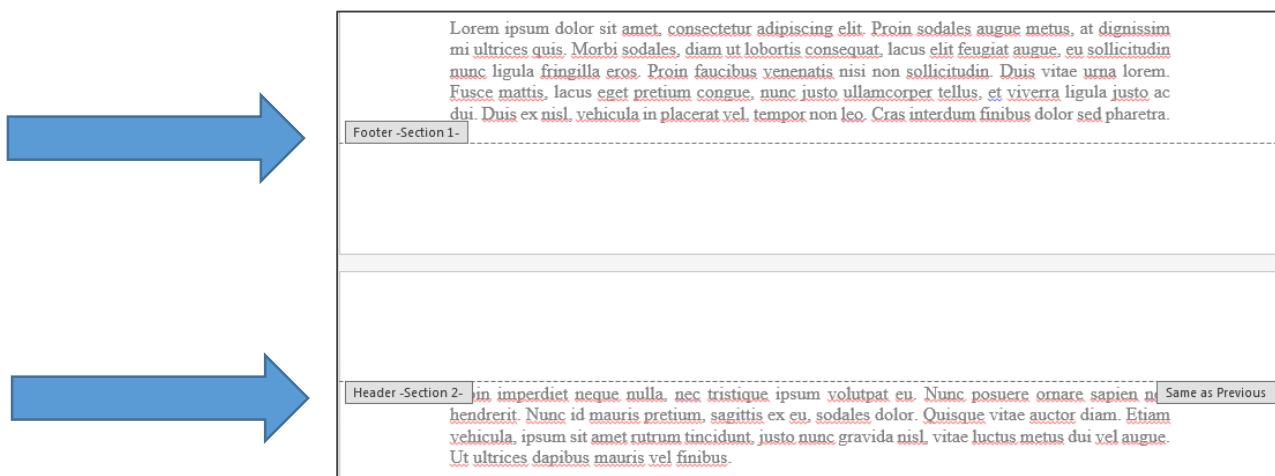 Lorem ipsum dolor sit amet, consectetur adipiscing elit. Proin sodales augue metus, at dignissim
mi ultrices quis. Morbi sodales, diam ut lobortis consequat, lacus elit feugiat augue, eu sollicitudin
nunc ligula fringilla eros. Proin faucibus venenatis nisi non sollicitudin. Duis vitae urna lorem.
Fusce mattis, lacus eget pretium congue, nunc justo ullamcorper tellus, et viverra ligula justo ac
dui. Duis ex nisl, vehicula in placerat vel, tempor non leo. Cras interdum finibus dolor sed pharetra.
Footer -Section 1-
Header -Section 2-
imperdiet neque nulla, nec tristique ipsum volutpat eu. Nunc posuere ornare sapien
Same as Previous
hendrerit. Nunc id mauris pretium, sagittis ex eu, sodales dolor. Quisque vitae auctor diam. Etiam
vehicula, ipsum sit amet rutrum tincidunt, justo nunc gravida nisl, vitae luctus metus dui vel augue.
Ut ultrices dapibus mauris vel finibus.